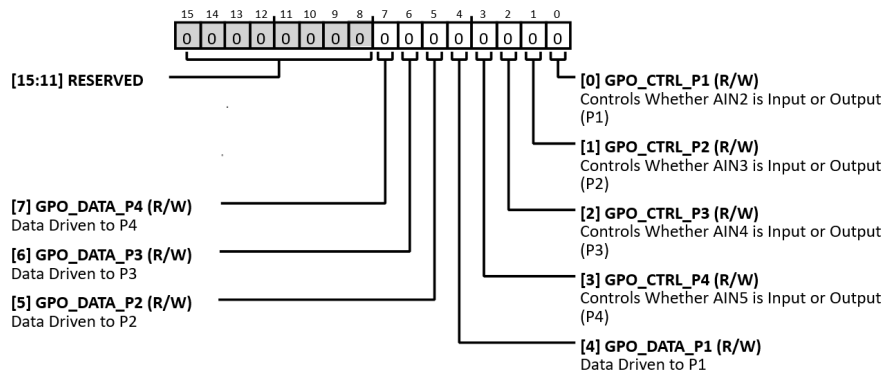 15 14 13 12 11 10 9 8 7 6 5 4 3 2 1 0
0 0 0 0 0 0 0 0 0 0 0 0 0 0 0 0
[15:11] RESERVED
[7] GPO_DATA_P4 (R/W)
Data Driven to P4
[6] GPO_DATA_P3 (R/W)
Data Driven to P3
[5] GPO_DATA_P2 (R/W)
Data Driven to P2
[0] GPO_CTRL_P1 (R/W)
Controls Whether AIN2 is Input or Output
(P1)
[1] GPO_CTRL_P2 (R/W)
Controls Whether AIN3 is Input or Output
(P2)
[2] GPO_CTRL_P3 (R/W)
Controls Whether AIN4 is Input or Output
(P3)
[3] GPO_CTRL_P4 (R/W)
Controls Whether AIN5 is Input or Output
(P4)
[4] GPO_DATA_P1 (R/W)
Data Driven to P1